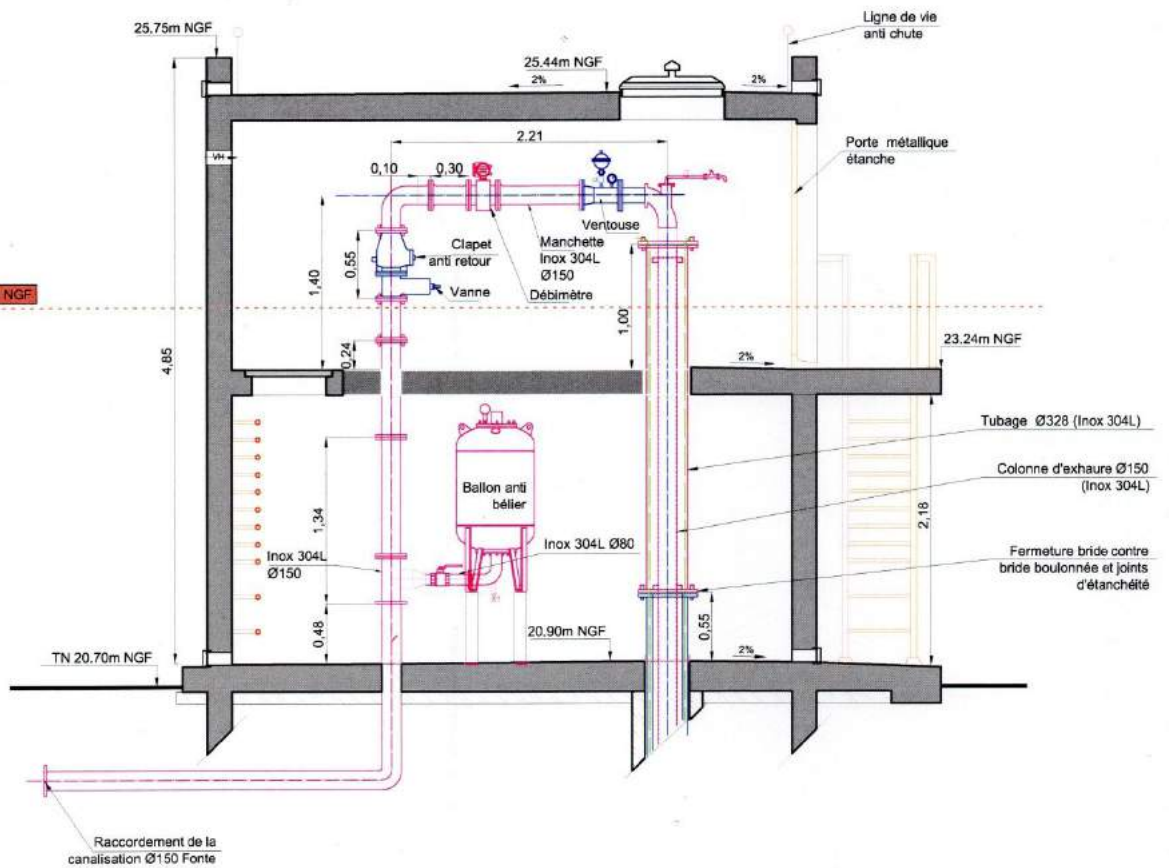 25.75m NGF
Ligne de vie
anti chute
25.44m NGF
2%
2%
2.21
Porte métallique
étanche
VH
0,10
0,30
Ventouse
Clapet
anti retour
Manchette
Inox 304L
Ø150
0,55
1,40
Vanne
Débimètre
NGF
1,00
4,85
0,24
2%
23.24m NGF
Tubage Ø328 (Inox 304L)
Ballon anti
bélier
Colonne d'exhaure Ø150
(Inox 304L)
2,18
1,34
Inox 304L
Ø150
Inox 304L Ø80
Fermeture bride contre
bride boulonnée et joints
d'étanchéité
0,48
20.90m NGF
0,55
TN 20.70m NGF
2%
Raccordement de la
canalisation Ø150 Fonte